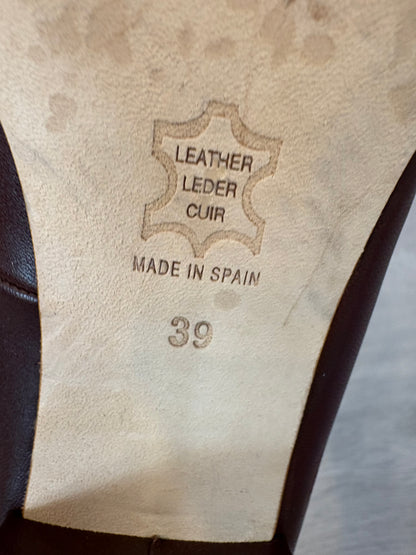 LEATHER
LEDER
CUIR
MADE IN SPAIN
39